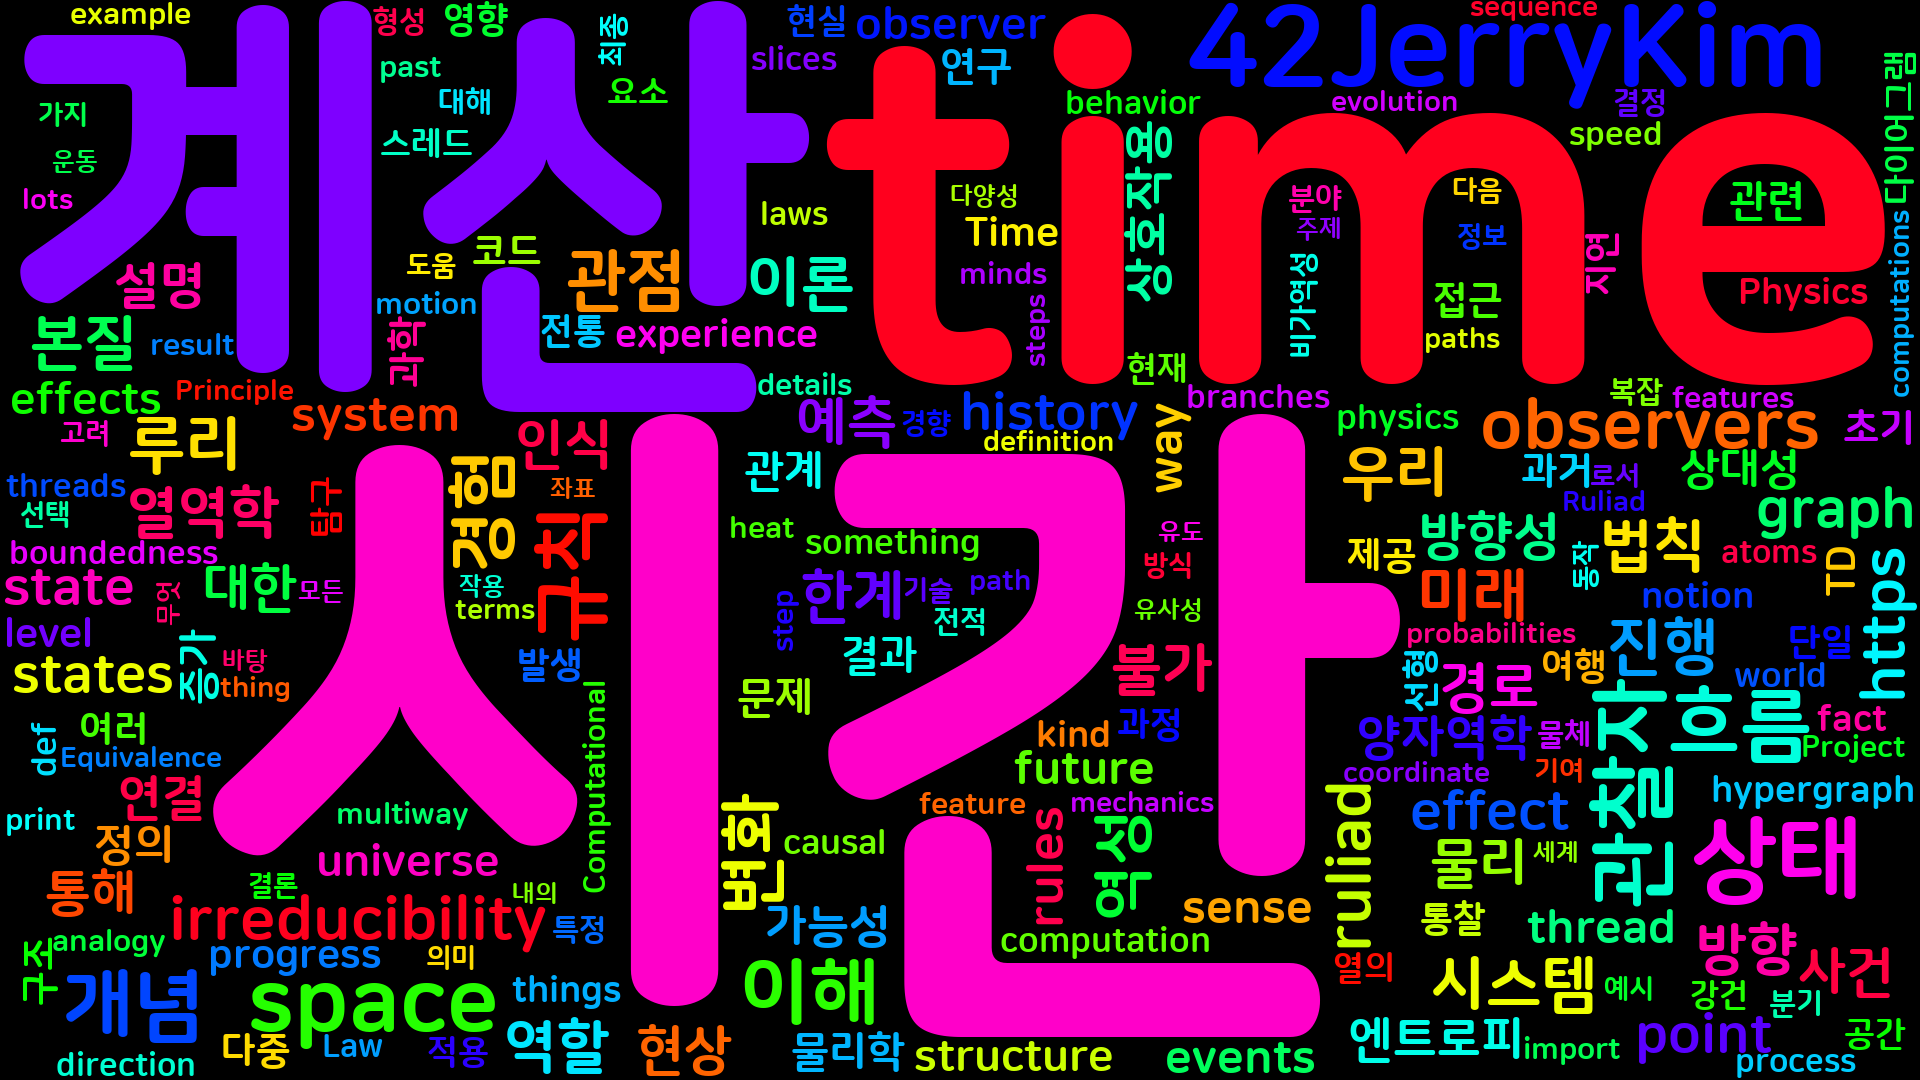 계산
time
시간
42JerryKim
example
형성
영향
최종
현실
observer
sequence
past
slices
연구
가지
대해
요소
behavior
evolution
결정
다이어그램
운동
스레드
speed
lots
다양성
laws
Time
상호작용
분야
주제
다음
정보
관련
코드
도움
관점
이론
minds
설명
motion
비가역성
접근
지연
Physics
computations
본질
result
과학
전통
experience
steps
현재
paths
effects
Principle
details
branches
복잡
features
system
예측
경향
history
way
physics
observers
초기
고려
루리
인식
definition
관계
우리
과거
로서
상대성
threads
열역학
탐구
경험
좌표
Ruliad
graph
선택
규칙
heat
something
유도
방향성
법칙
boundedness
제공
동작
atoms
TD
state
무엇
대한
모든
작용
terms
한계
기술
path
방식
미래
notion
https
level
step
전적
유사성
probabilities
진행
단일
states
증가
바탕
thing
발생
결과
불가
선형
경로
여행
world
def
여러
문제
Computational
관찰자
흐름
fact
Equivalence
kind
과정
양자역학
물체
Project
연결
future
coordinate
기여
print
multiway
변화
feature
mechanics
effect
hypergraph
정의
universe
causal
rules
역성
ruliad
물리
세계
상태
통해
결론
내의
irreducibility
특정
가능성
sense
통찰
thread
구조
analogy
progress
의미
computation
방향
사건
개념
space
things
이해
열의
시스템
예시
강건
분기
다중
Law
적용
역할
현상
물리학
structure
events
엔트로피
import
point
공간
direction
process